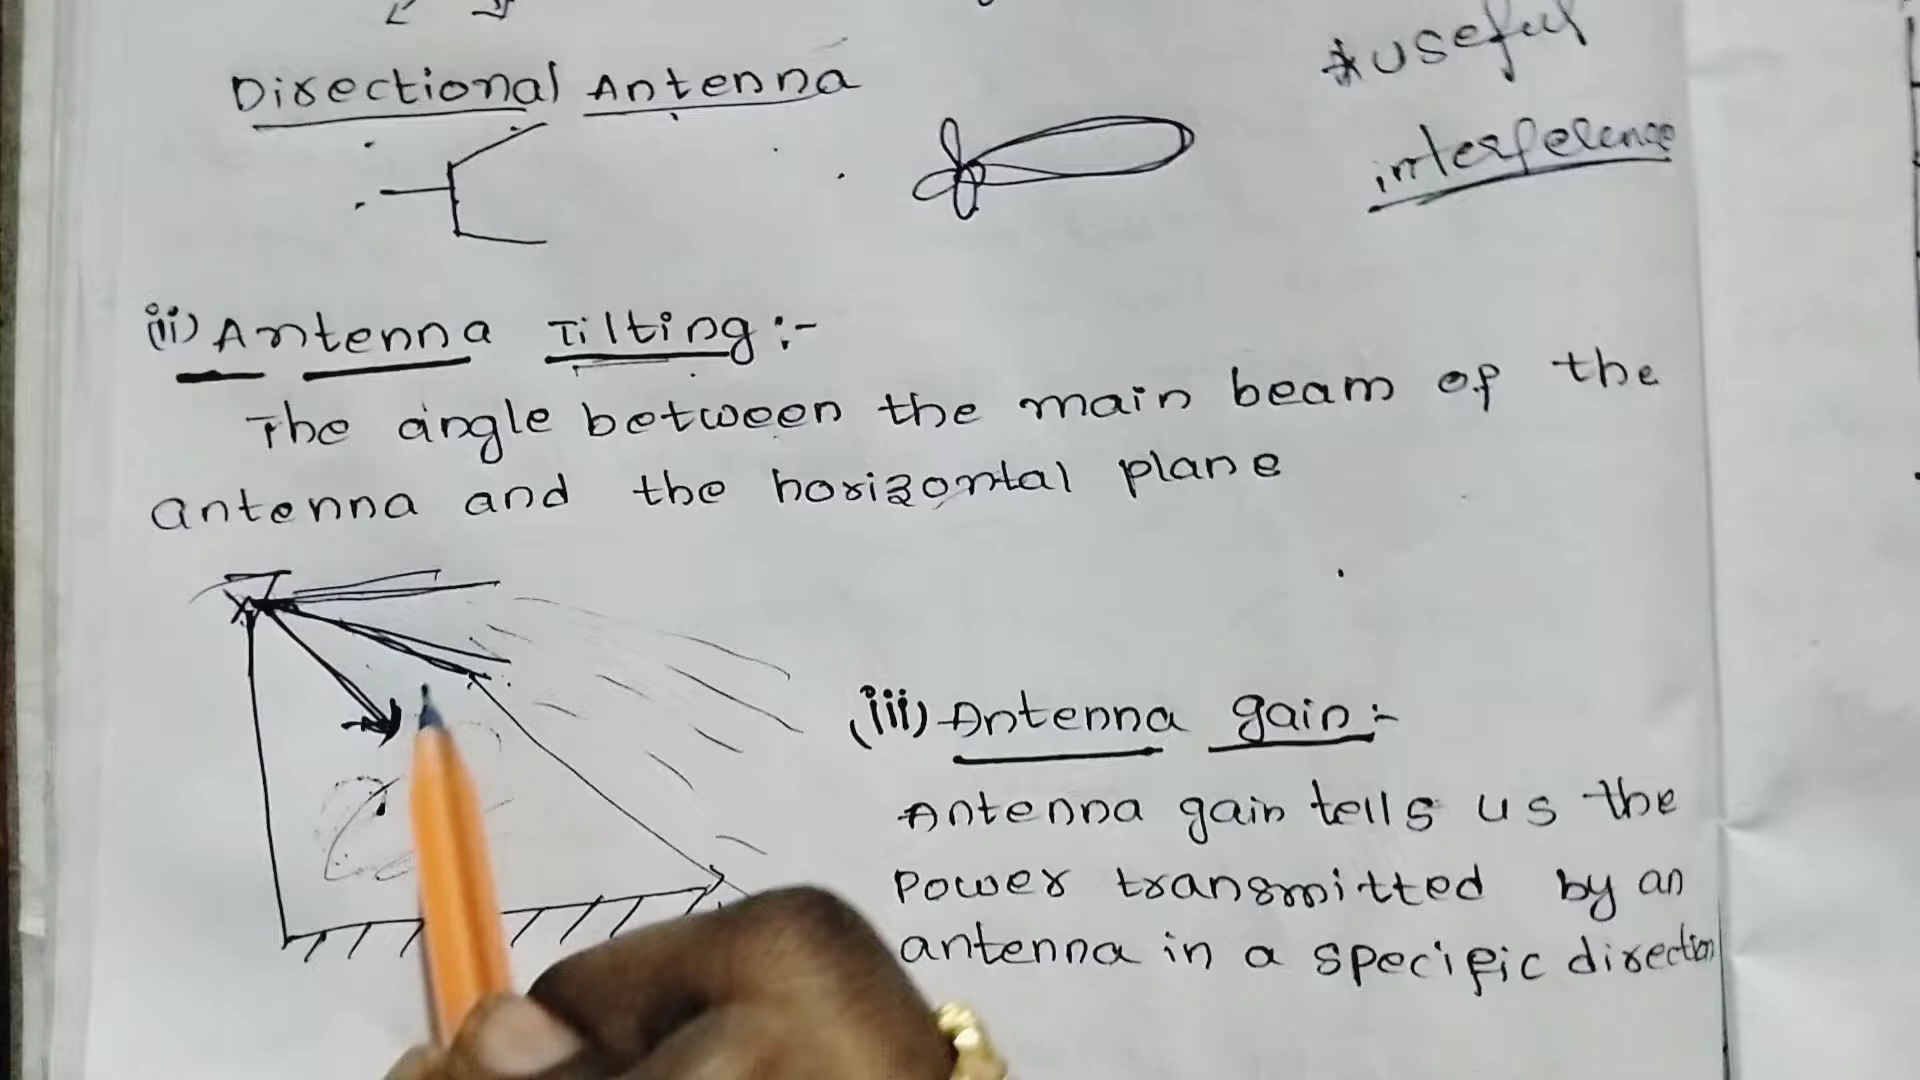 *useful
Directional Antenna
interference
(ii) Antenna Tilting :-
The angle between the main beam of the
antenna and the horizontal plane
(iii) Antenna gain :-
Antenna gain tells us the
power transmitted by an
antenna in a specific direction